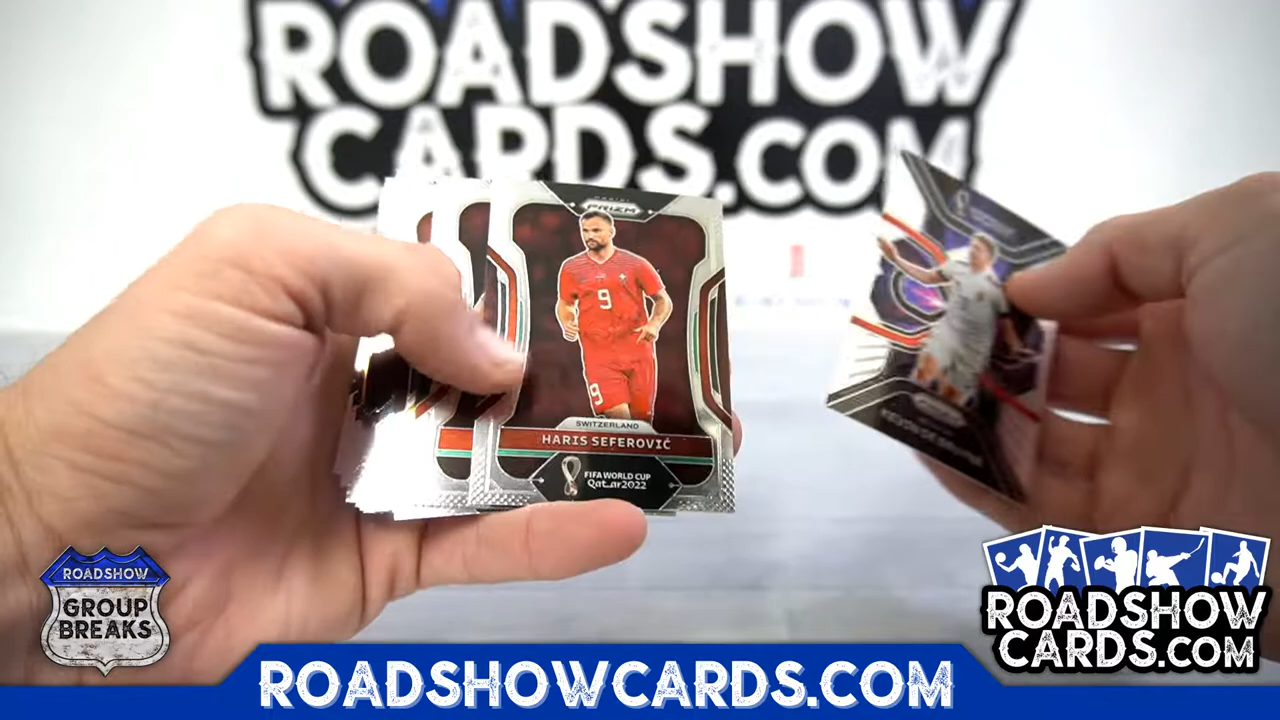 ROADSHOW
CARDS.COM
PANINI
PRIZM
9
9
SWITZERLAND
HARIS SEFEROVIĆ
FIFA WORLD CUP
Qatar2022
ROADSHOW
GROUP
BREAKS
ROADSHOW
CARDS.COM
ROADSHOWCARDS.COM